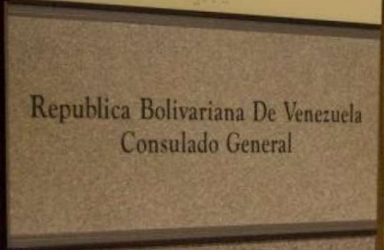 Republica Bolivariana De Venezuela
Consulado General